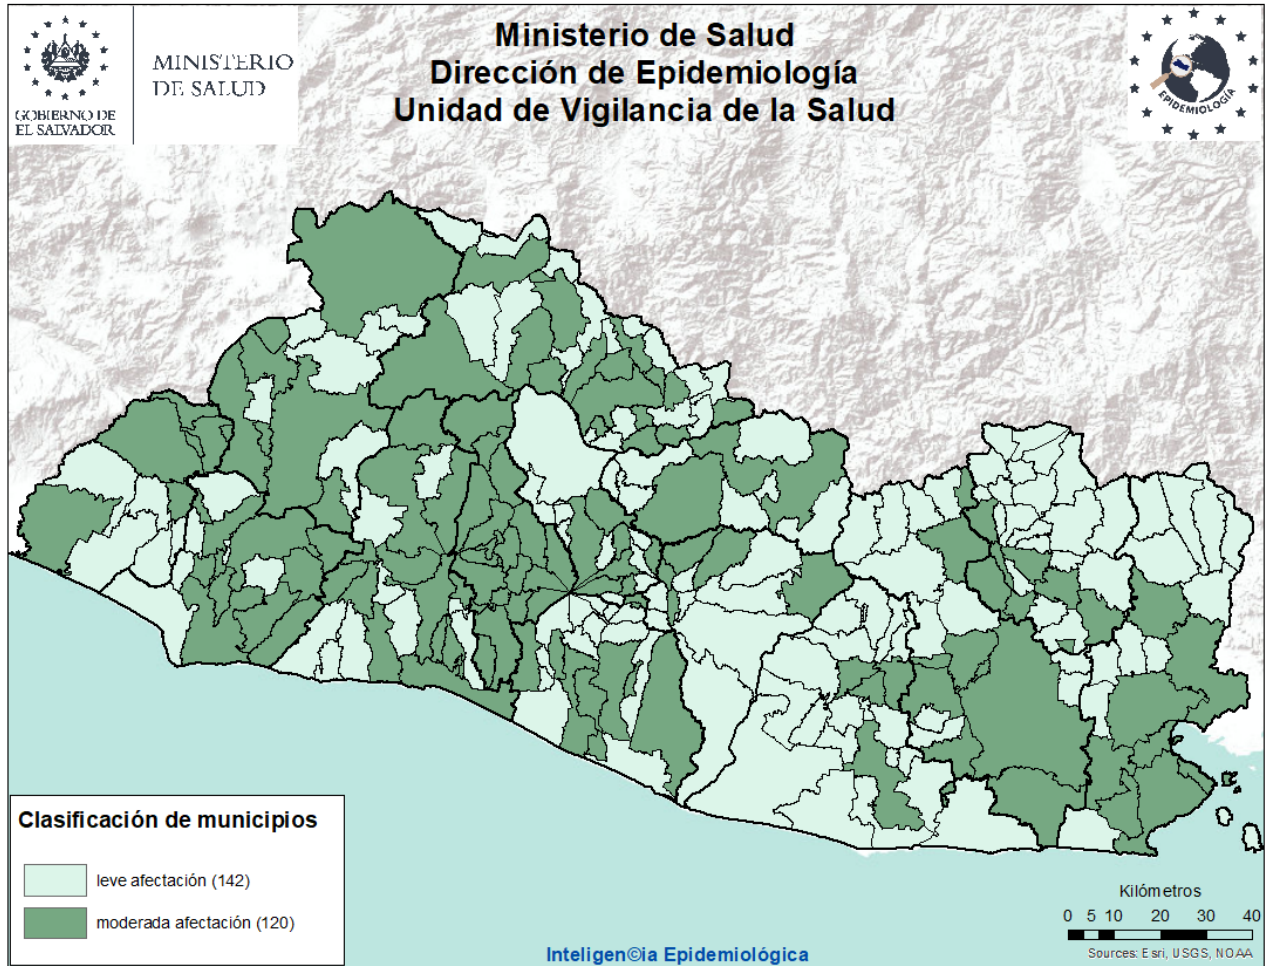 Ministerio de Salud
Dirección de Epidemiología
Unidad de Vigilancia de la Salud
GOBIERNO DE
EL SALVADOR
MINISTERIO
DE SALUD
EPIDEMIOLOGÍA
Clasificación de municipios
leve afectación (142)
moderada afectación (120)
Inteligen©ia Epidemiológica
Kilómetros
0 5 10 20 30 40
Sources: Esri, USGS, NOAA